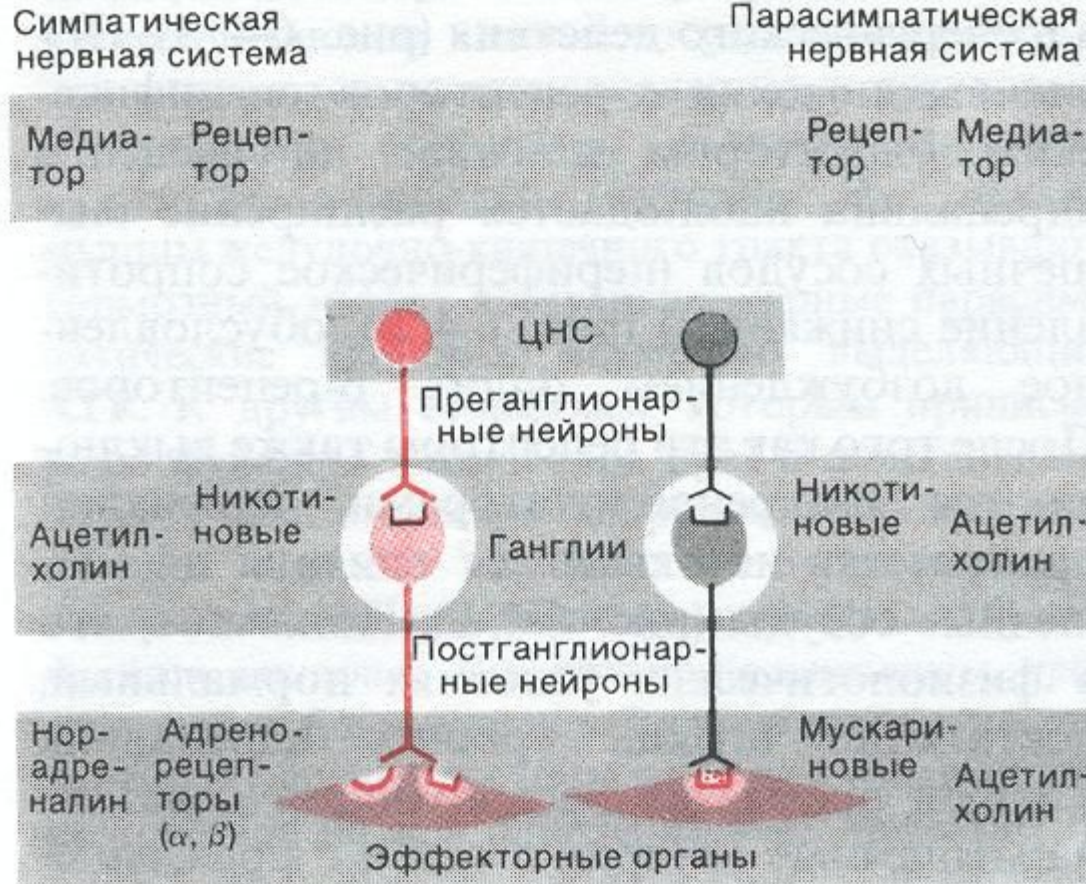 Симпатическая
нервная система
Парасимпатическая
нервная система
Медиа-
тор
Рецеп-
тор
Рецеп-
тор
Медиа-
тор
ЦНС
Преганглионар-
ные нейроны
Ацетил-
холин
Никоти-
новые
Ганглии
Никоти-
новые
Ацетил
холин
Постганглионар-
ные нейроны
Нор-
адре-
налин
Адрено-
рецеп-
торы
(α, β)
Мускари-
новые
Ацетил-
холин
Эффекторные органы